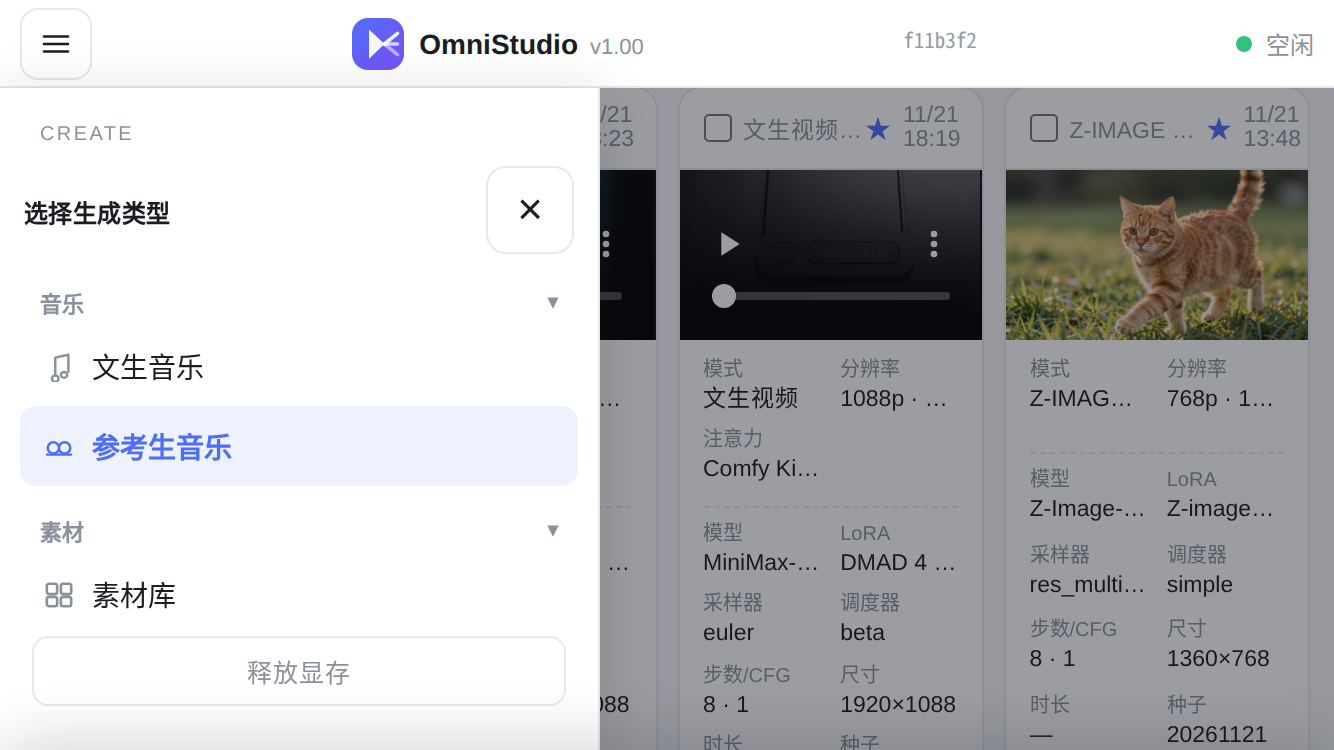 OmniStudio v1.00
f11b3f2
空闲
CREATE
选择生成类型
音乐
文生音乐
参考生音乐
素材
素材库
释放显存
/21
:23
…
…
088
文生视频…
11/21
18:19
模式
分辨率
文生视频
1088p · …
注意力
Comfy Ki…
模型
LoRA
MiniMax-…
DMAD 4 …
采样器
调度器
euler
beta
步数/CFG
尺寸
8 · 1
1920×1088
时长
种子
Z-IMAGE …
11/21
13:48
模式
分辨率
Z-IMAG…
768p · 1…
模型
LoRA
Z-Image-…
Z-image…
采样器
调度器
res_multi…
simple
步数/CFG
尺寸
8 · 1
1360×768
时长
种子
—
20261121